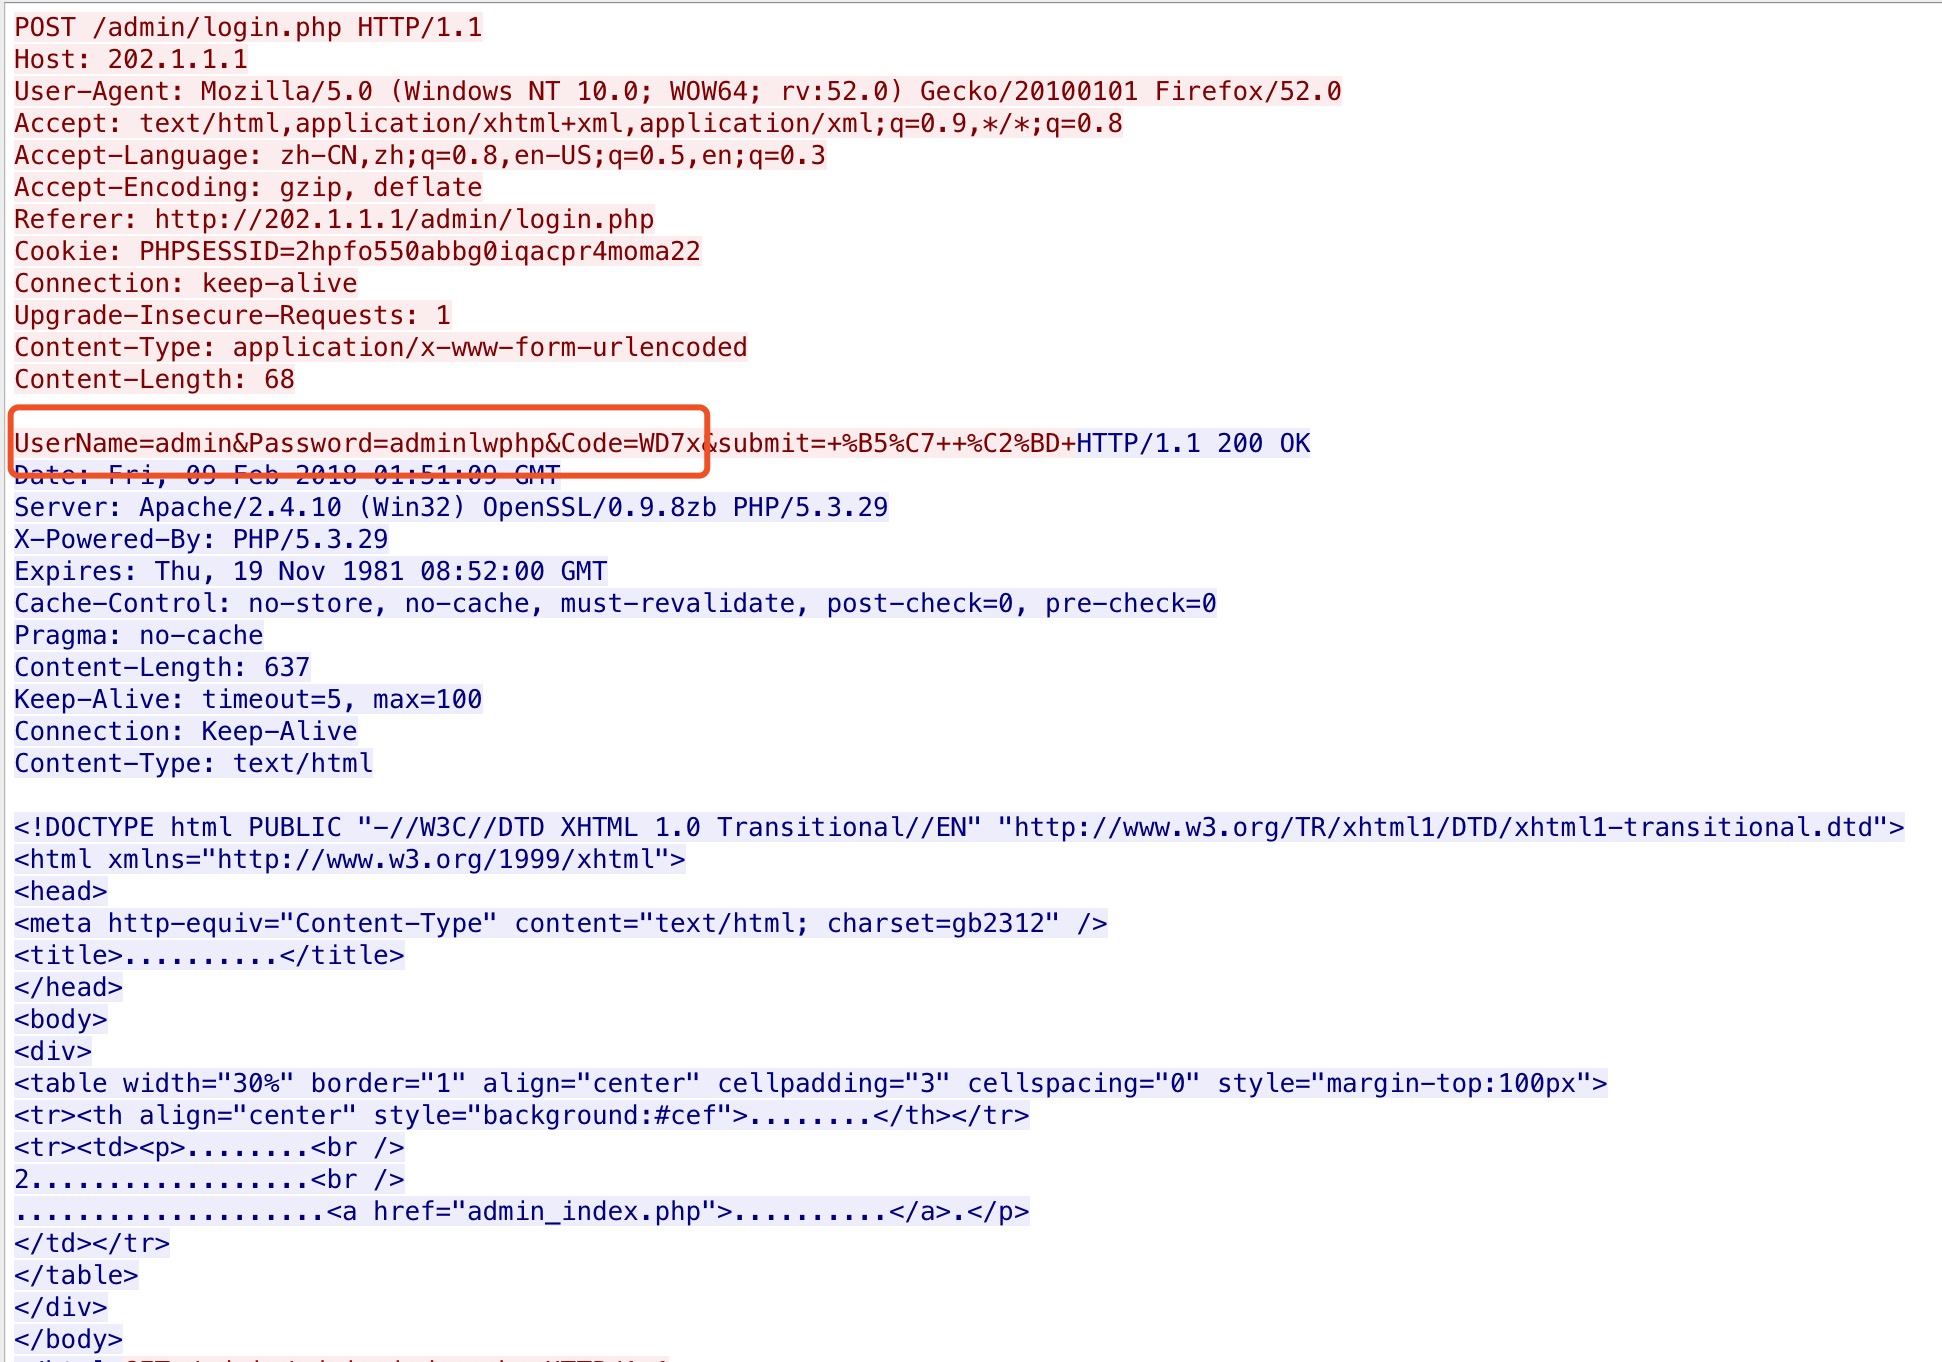 POST /admin/login.php HTTP/1.1
Host: 202.1.1.1
User-Agent: Mozilla/5.0 (Windows NT 10.0; WOW64; rv:52.0) Gecko/20100101 Firefox/52.0
Accept: text/html,application/xhtml+xml,application/xml;q=0.9,*/*;q=0.8
Accept-Language: zh-CN,zh;q=0.8,en-US;q=0.5,en;q=0.3
Accept-Encoding: gzip, deflate
Referer: http://202.1.1.1/admin/login.php
Cookie: PHPSESSID=2hpfo550abbg0iqacpr4moma22
Connection: keep-alive
Upgrade-Insecure-Requests: 1
Content-Type: application/x-www-form-urlencoded
Content-Length: 68
UserName=admin&Password=adminlwphp&Code=WD7x&submit=+%B5%C7++%C2%BD+HTTP/1.1 200 OK
Date: Fri, 09 Feb 2018 01:51:09 GMT
Server: Apache/2.4.10 (Win32) OpenSSL/0.9.8zb PHP/5.3.29
X-Powered-By: PHP/5.3.29
Expires: Thu, 19 Nov 1981 08:52:00 GMT
Cache-Control: no-store, no-cache, must-revalidate, post-check=0, pre-check=0
Pragma: no-cache
Content-Length: 637
Keep-Alive: timeout=5, max=100
Connection: Keep-Alive
Content-Type: text/html
<!DOCTYPE html PUBLIC "-//W3C//DTD XHTML 1.0 Transitional//EN" "http://www.w3.org/TR/xhtml1/DTD/xhtml1-transitional.dtd">
<html xmlns="http://www.w3.org/1999/xhtml">
<head>
<meta http-equiv="Content-Type" content="text/html; charset=gb2312" />
<title>..........</title>
</head>
<body>
<div>
<table width="30%" border="1" align="center" cellpadding="3" cellspacing="0" style="margin-top:100px">
<tr><th align="center" style="background:#cef">........</th></tr>
<tr><td><p>........<br />
2..................<br />
....................<a href="admin_index.php">..........</a>.</p>
</td></tr>
</table>
</div>
</body>